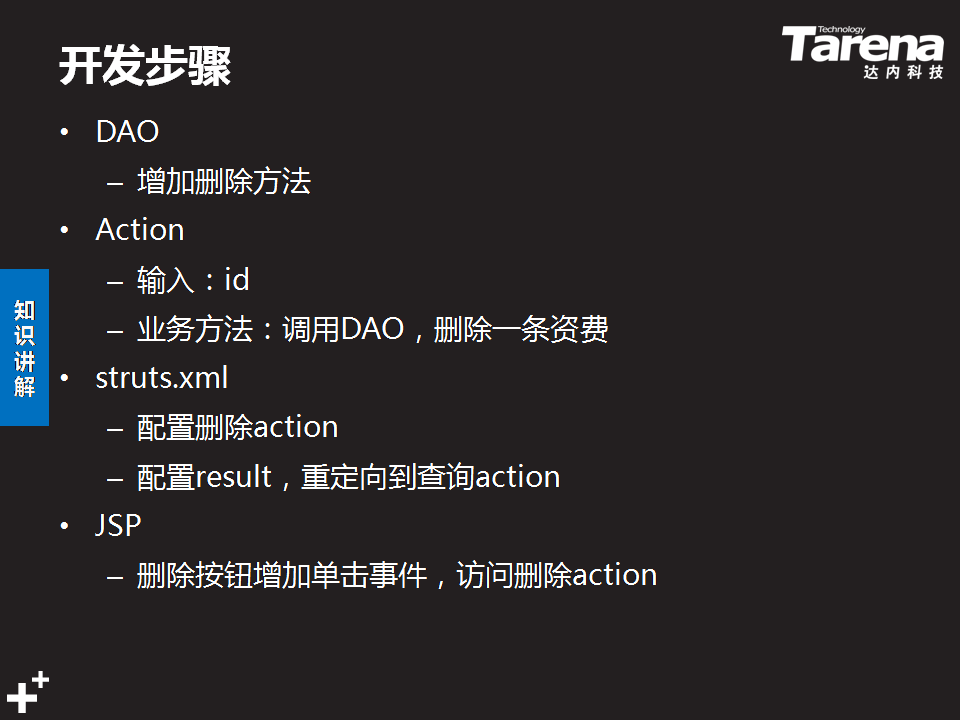 开发步骤
Technology
Tarena
达内科技
• DAO
– 增加删除方法
• Action
– 输入：id
– 业务方法：调用DAO，删除一条资费
知识讲解
• struts.xml
– 配置删除action
– 配置result，重定向到查询action
• JSP
– 删除按钮增加单击事件，访问删除action